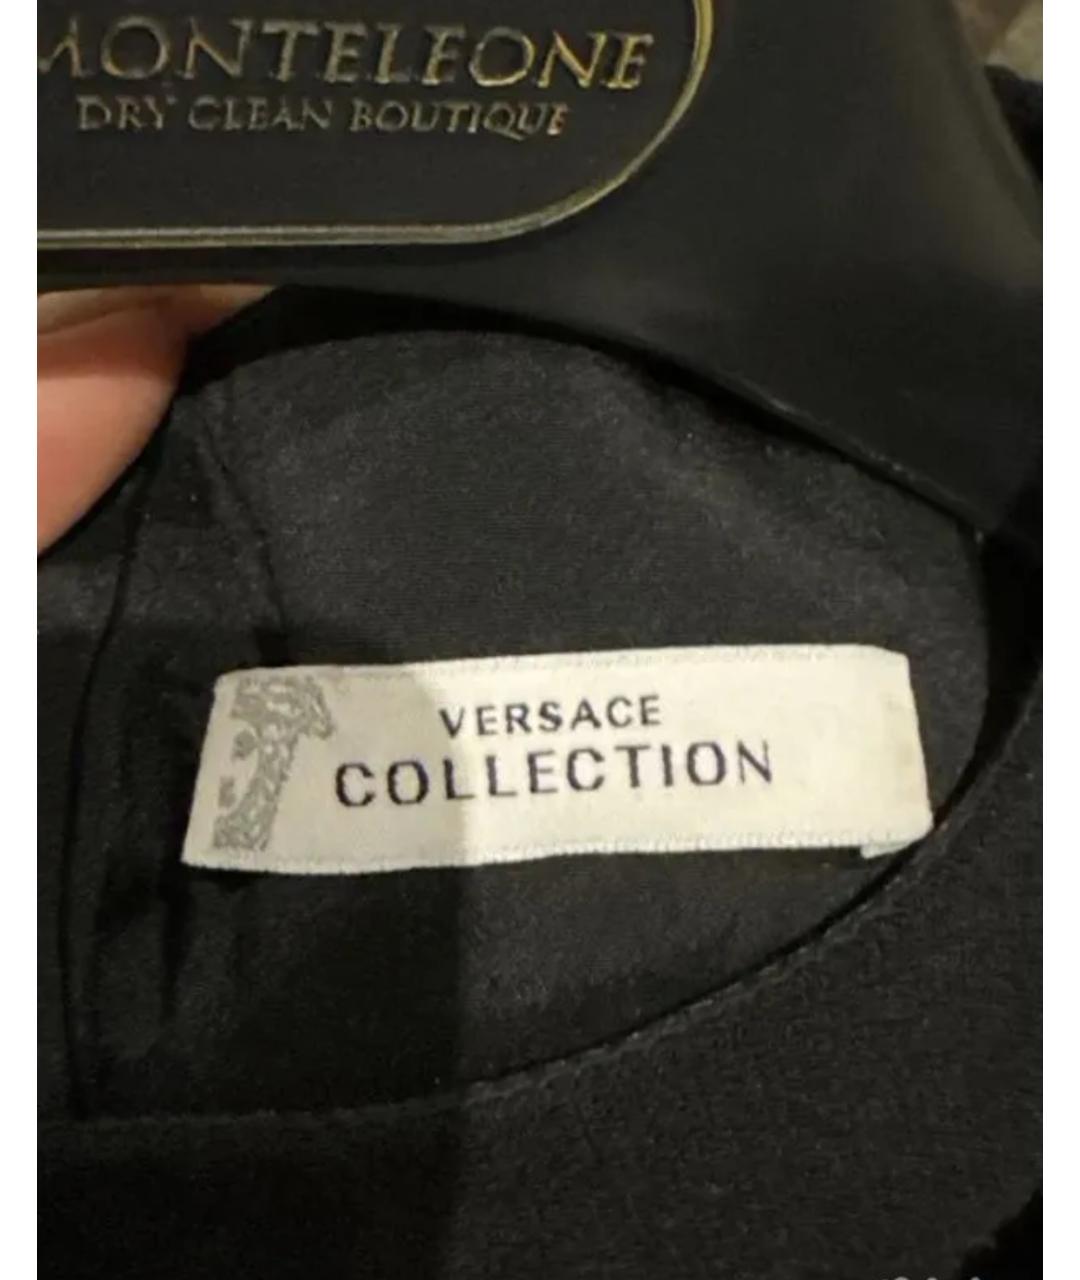 MONTELEONE
DRY CLEAN BOUTIQUE
VERSACE
COLLECTION